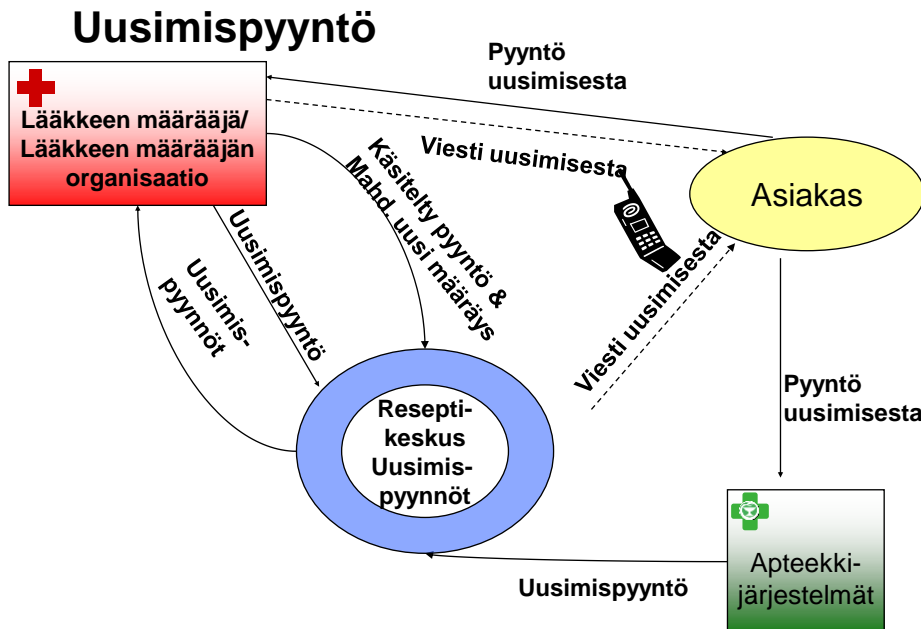 Uusimispyyntö
Pyyntö
uusimisesta
Lääkkeen määrääjä/
Lääkkeen määrääjän
organisaatio
Viesti uusimisesta
Asiakas
Käsitelty pyyntö &
Mahd. uusi määräys
Uusimispyyntö
Uusimis-
pyynnöt
Viesti uusimisesta
Pyyntö
uusimisesta
Resepti-
keskus
Uusimis-
pyynnöt
Uusimispyyntö
Apteekki-
järjestelmät